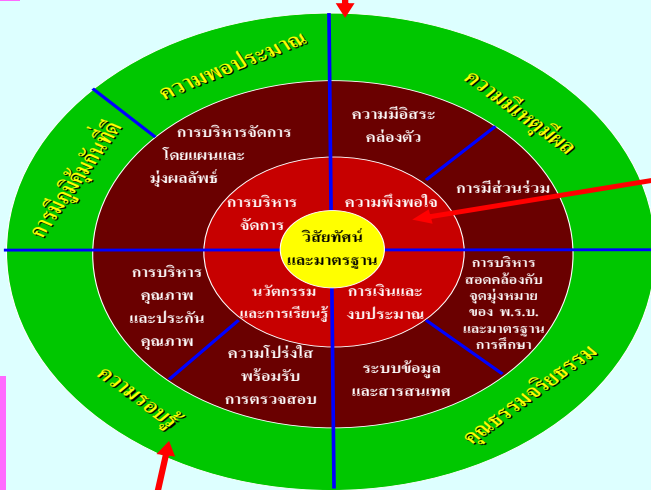 ความพอประมาณ
ความมีเหตุมีผล
การมีภูมิคุ้มกันที่ดี
การบริหารจัดการ
โดยแผนและ
มุ่งผลลัพธ์
ความมีอิสระ
คล่องตัว
การมีส่วนร่วม
การบริหาร
จัดการ
ความพึงพอใจ
วิสัยทัศน์
และมาตรฐาน
นวัตกรรม
และการเรียนรู้
การเงินและ
งบประมาณ
การบริหาร
คุณภาพ
และประกัน
คุณภาพ
การบริหาร
สอดคล้องกับ
จุดมุ่งหมาย
ของ พ.ร.บ.
และมาตรฐาน
การศึกษา
ความโปร่งใส
พร้อมรับ
การตรวจสอบ
ระบบข้อมูล
และสารสนเทศ
ความรอบรู้
คุณธรรมจริยธรรม